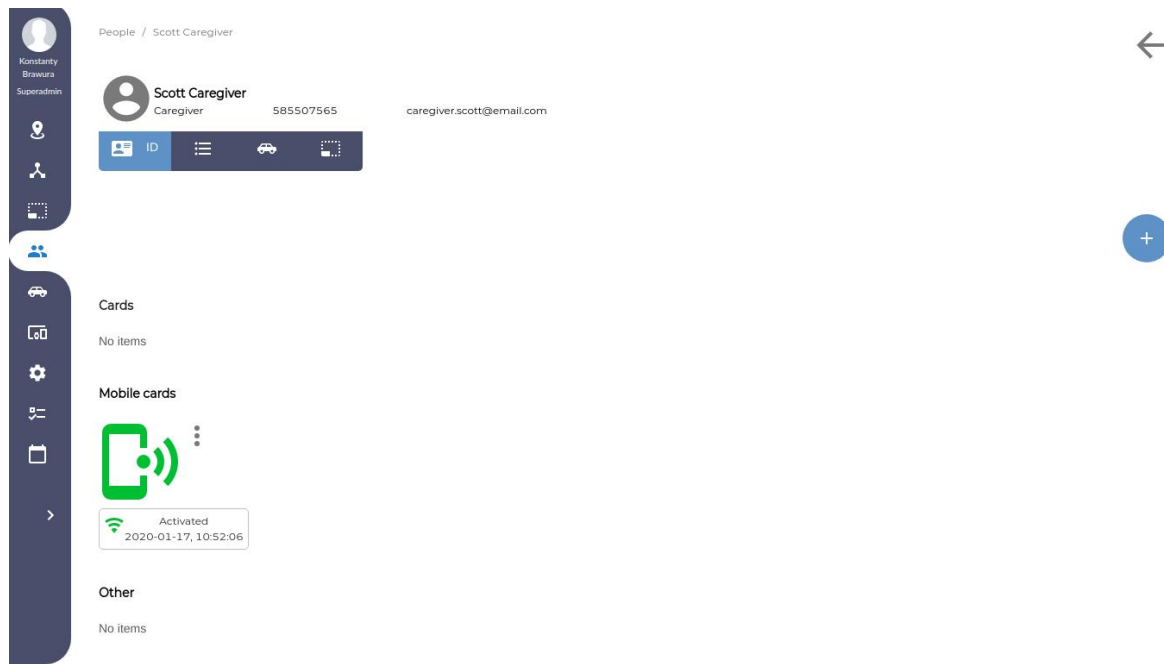 Konstanty
Brawura
Superadmin
People / Scott Caregiver
Scott Caregiver
Caregiver 585507565 caregiver.scott@email.com
ID
Cards
No items
Mobile cards
Activated
2020-01-17, 10:52:06
Other
No items